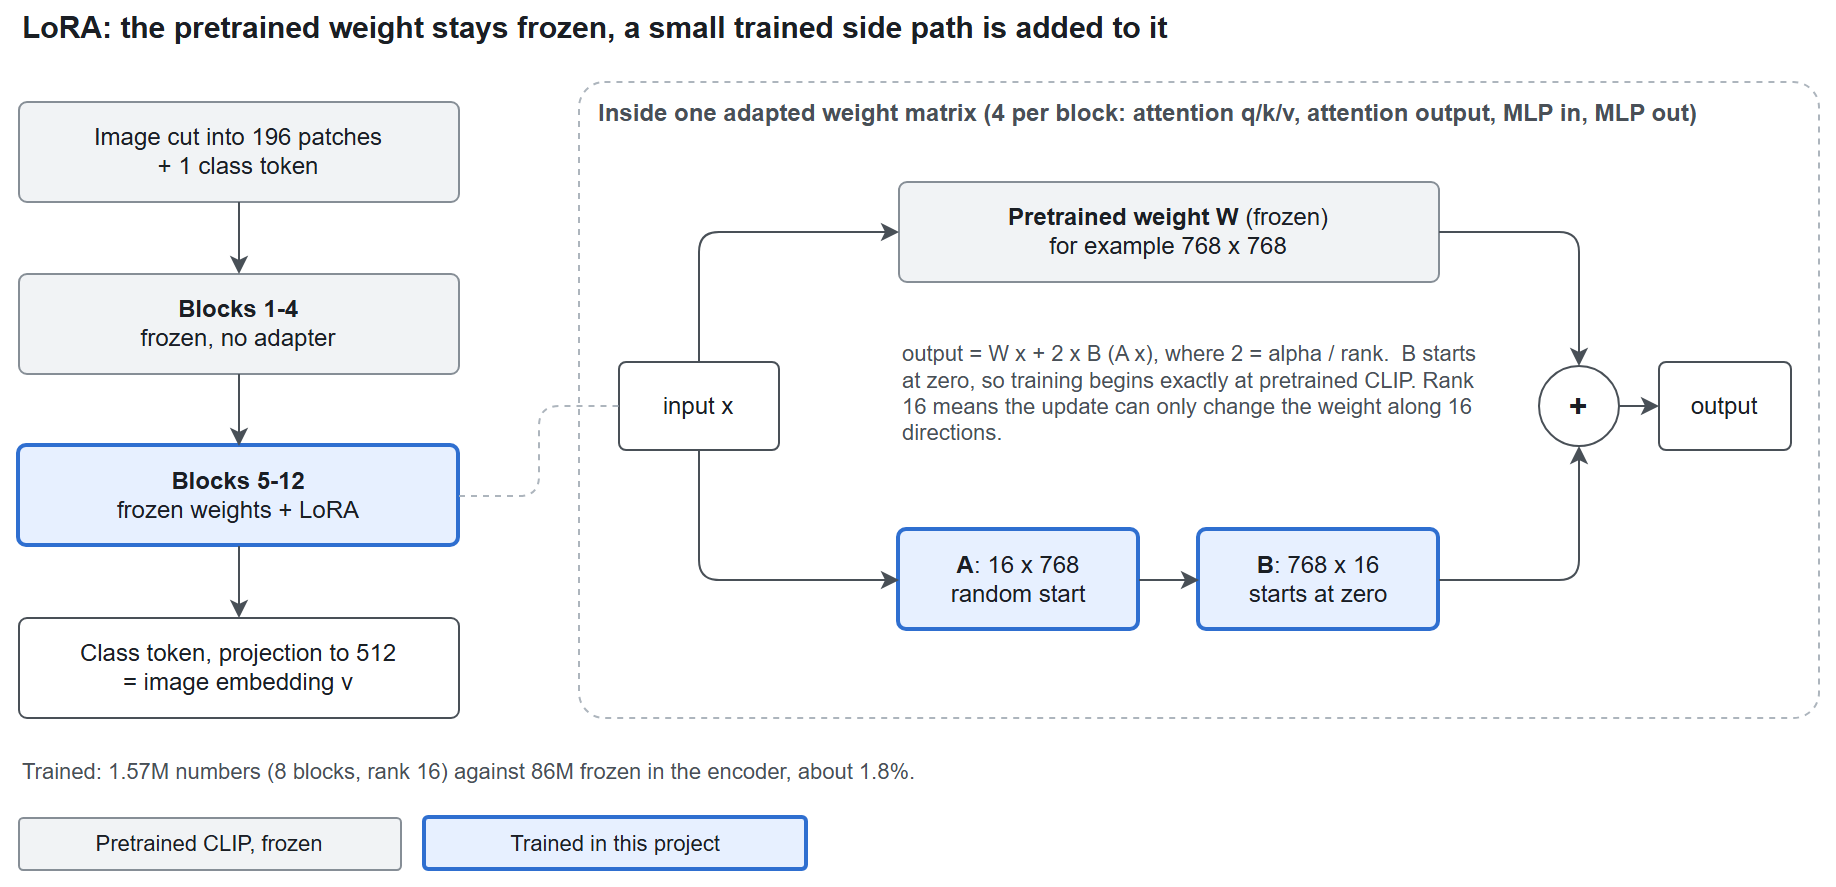 LoRA: the pretrained weight stays frozen, a small trained side path is added to it
Image cut into 196 patches
+ 1 class token
Blocks 1-4
frozen, no adapter
Blocks 5-12
frozen weights + LoRA
Class token, projection to 512
= image embedding v
Inside one adapted weight matrix (4 per block: attention q/k/v, attention output, MLP in, MLP out)
Pretrained weight W (frozen)
for example 768 x 768
input x
output = W x + 2 x B (A x), where 2 = alpha / rank.  B starts
at zero, so training begins exactly at pretrained CLIP. Rank
16 means the update can only change the weight along 16
directions.
+
output
A: 16 x 768
random start
B: 768 x 16
starts at zero
Trained: 1.57M numbers (8 blocks, rank 16) against 86M frozen in the encoder, about 1.8%.
Pretrained CLIP, frozen
Trained in this project